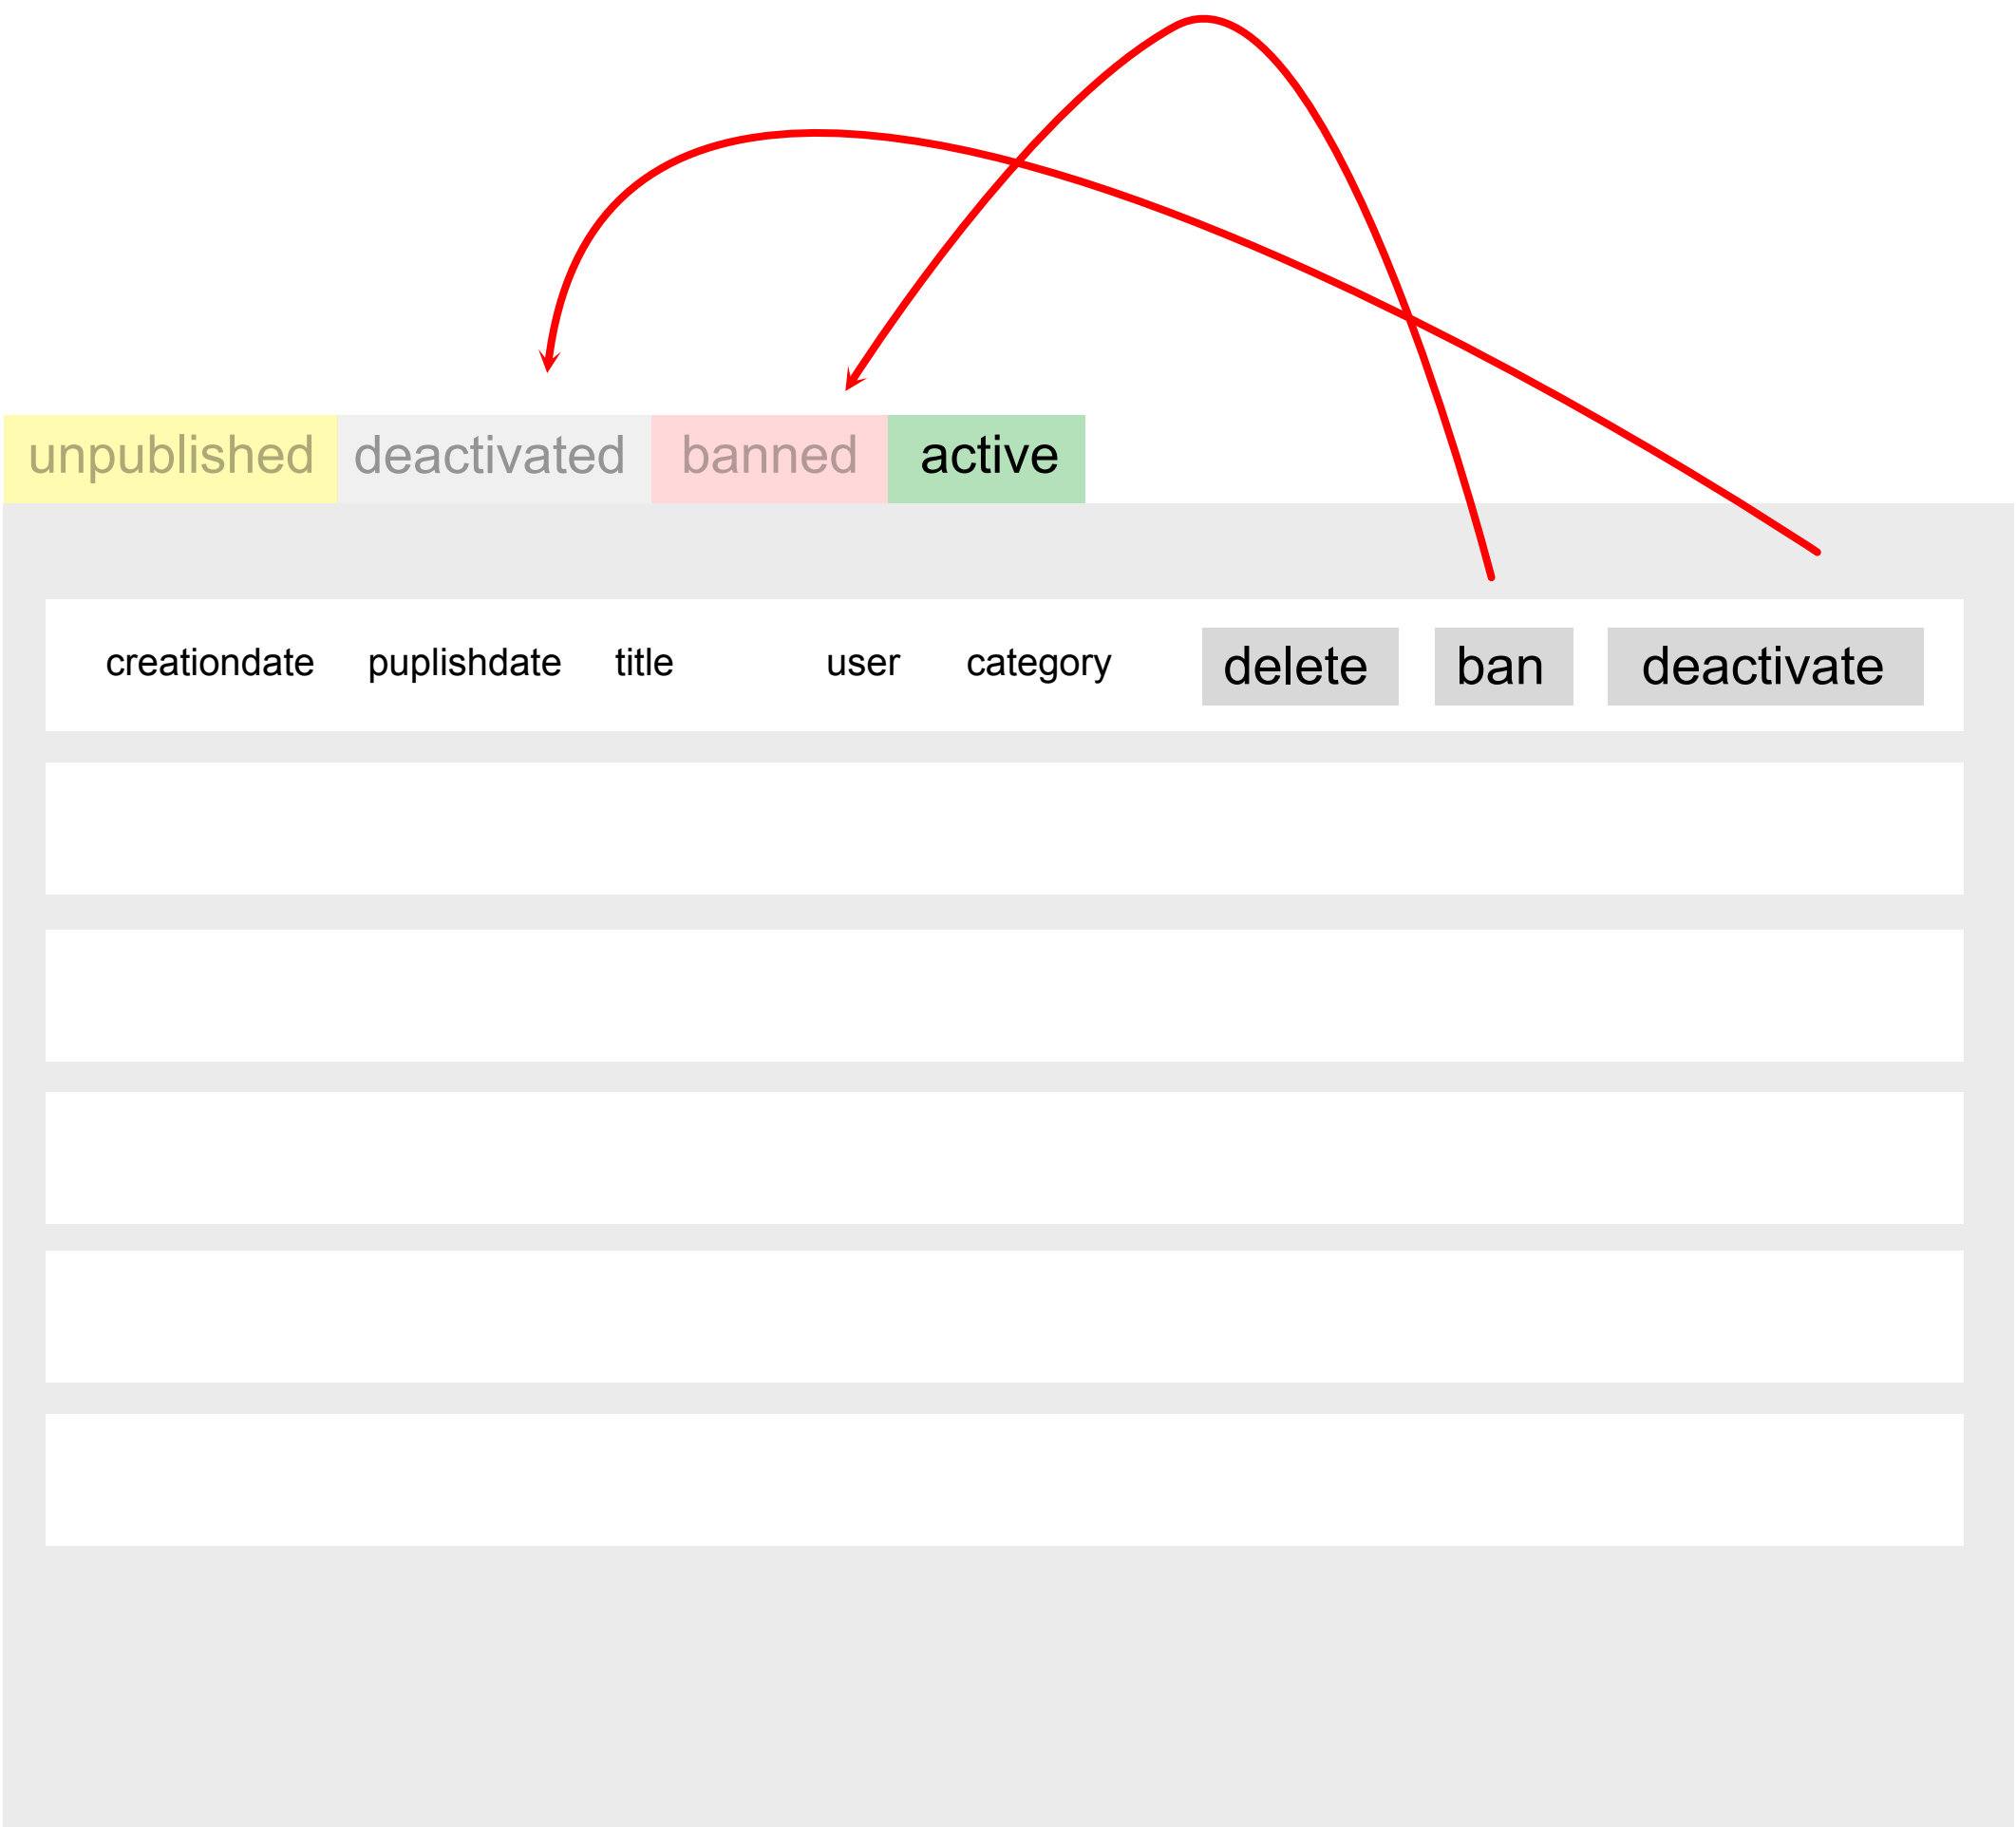 unpublished deactivated banned active
creationdate puplishdate title user category delete ban deactivate